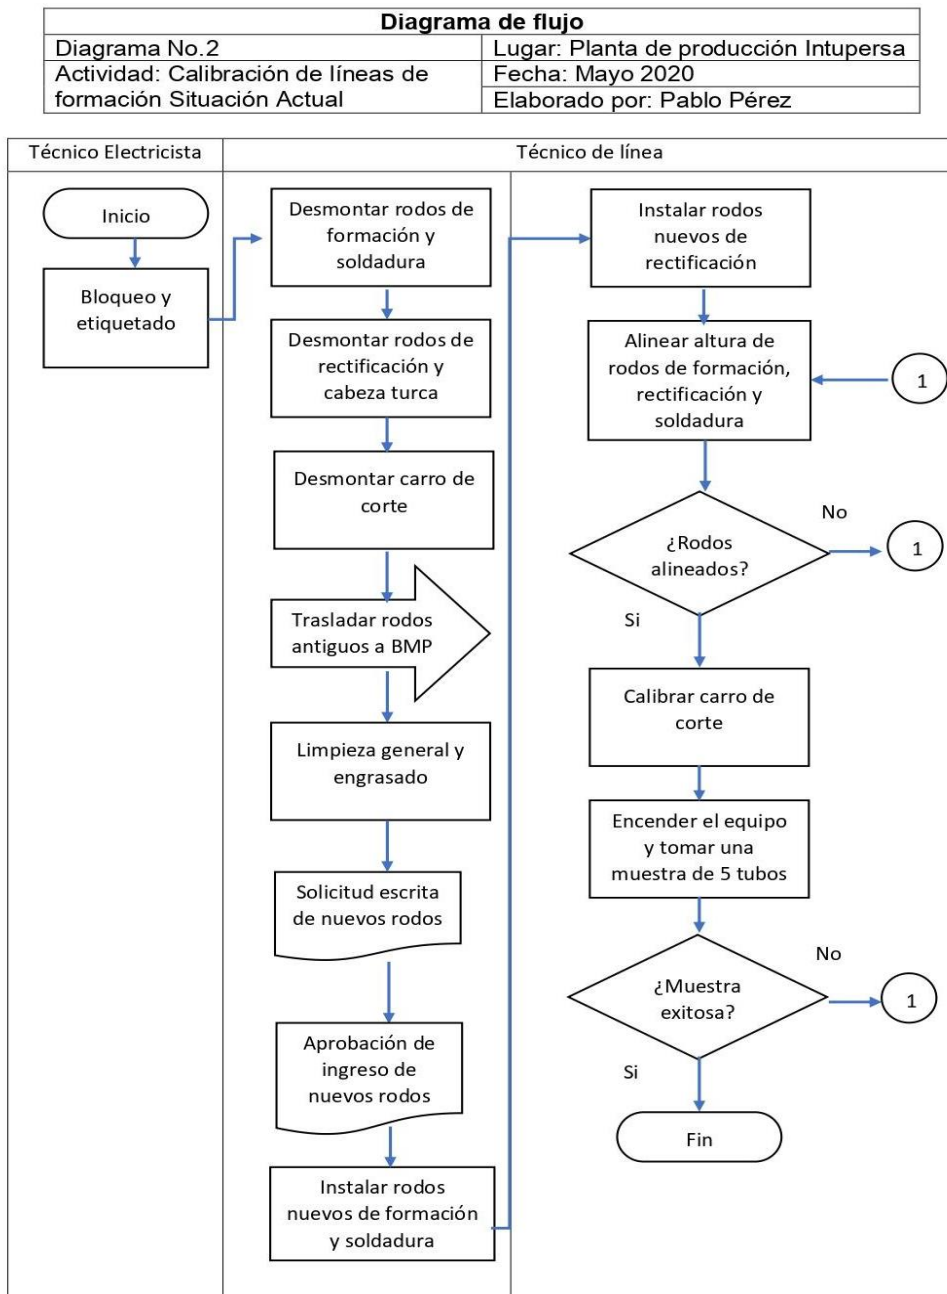 Diagrama de flujo
Diagrama No.2
Lugar: Planta de producción Intupersa
Actividad: Calibración de líneas de
formación Situación Actual
Fecha: Mayo 2020
Elaborado por: Pablo Pérez
Técnico Electricista
Técnico de línea
Inicio
Bloqueo y
etiquetado
Desmontar rodos de
formación y
soldadura
Desmontar rodos de
rectificación y
cabeza turca
Desmontar carro de
corte
Trasladar rodos
antiguos a BMP
Limpieza general y
engrasado
Solicitud escrita
de nuevos rodos
Aprobación de
ingreso de
nuevos rodos
Instalar rodos
nuevos de formación
y soldadura
Instalar rodos
nuevos de
rectificación
Alinear altura de
rodos de formación,
rectificación y
soldadura
1
¿Rodos
alineados?
No
1
Si
Calibrar carro de
corte
Encender el equipo
y tomar una
muestra de 5 tubos
¿Muestra
exitosa?
No
1
Si
Fin